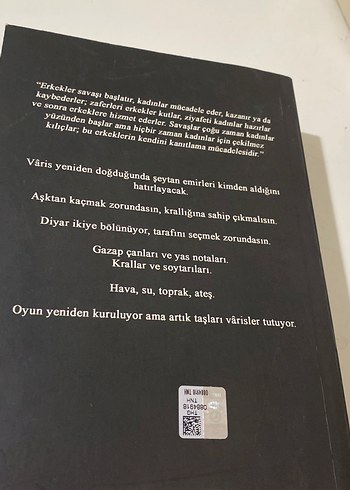 "Erkekler savaşı başlatır, kadınlar mücadele eder, kazanır ya da
kaybederler; zaferleri erkekler kutlar, ziyafeti kadınlar hazırlar
ve sonra erkeklere hizmet ederler. Savaşlar çoğu zaman kadınlar
yüzünden başlar ama hiçbir zaman kadınlar için çekilmez
kılıçlar; bu erkeklerin kendini kanıtlama mücadelesidir."
Vâris yeniden doğduğunda şeytan emirleri kimden aldığını
hatırlayacak.
Aşktan kaçmak zorundasın, krallığına sahip çıkmalısın.
Diyar ikiye bölünüyor, tarafını seçmek zorundasın.
Gazap çanları ve yas notaları.
Krallar ve soytarıları.
Hava, su, toprak, ateş.
Oyun yeniden kuruluyor ama artık taşları vârisler tutuyor.
THG
0884918
TNH